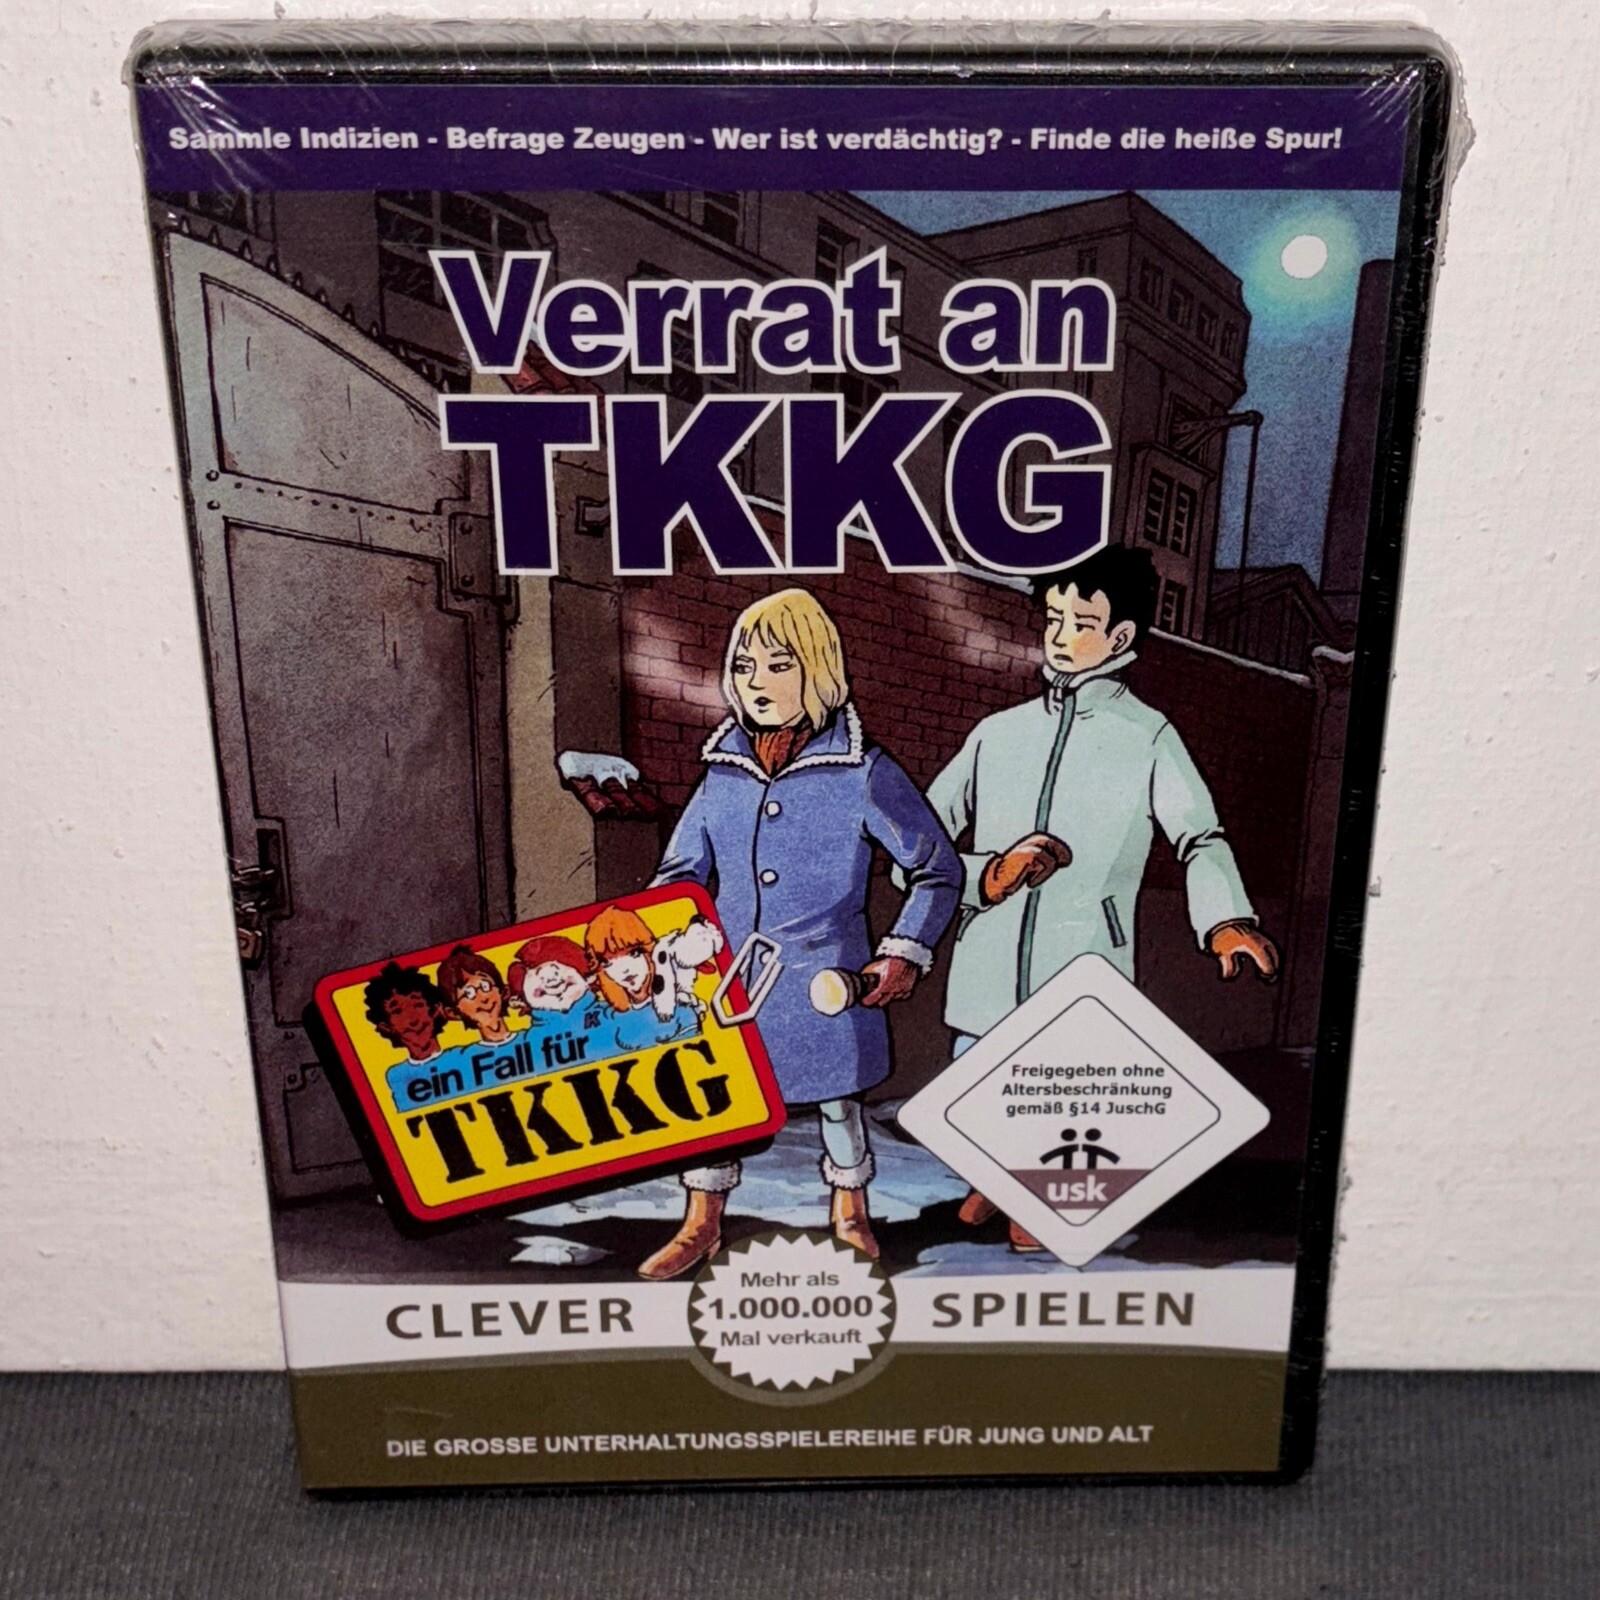 Sammle Indizien - Befrage Zeugen - Wer ist verdächtig? - Finde die heiße Spur!
Verrat an
TKKG
K
ein Fall für
TKKG
Freigegeben ohne
Altersbeschränkung
gemäß §14 JuschG
usk
CLEVER
Mehr als
1.000.000
Mal verkauft
SPIELEN
DIE GROSSE UNTERHALTUNGSSPIELEREIHE FÜR JUNG UND ALT